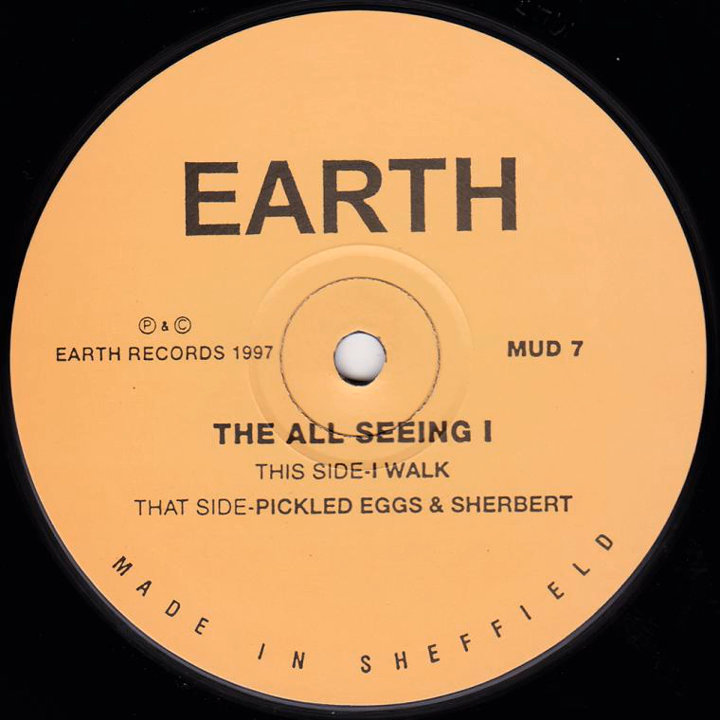 EARTH
℗ & ©
EARTH RECORDS 1997
MUD 7
THE ALL SEEING I
THIS SIDE-I WALK
THAT SIDE-PICKLED EGGS & SHERBERT
MADE IN SHEFFIELD